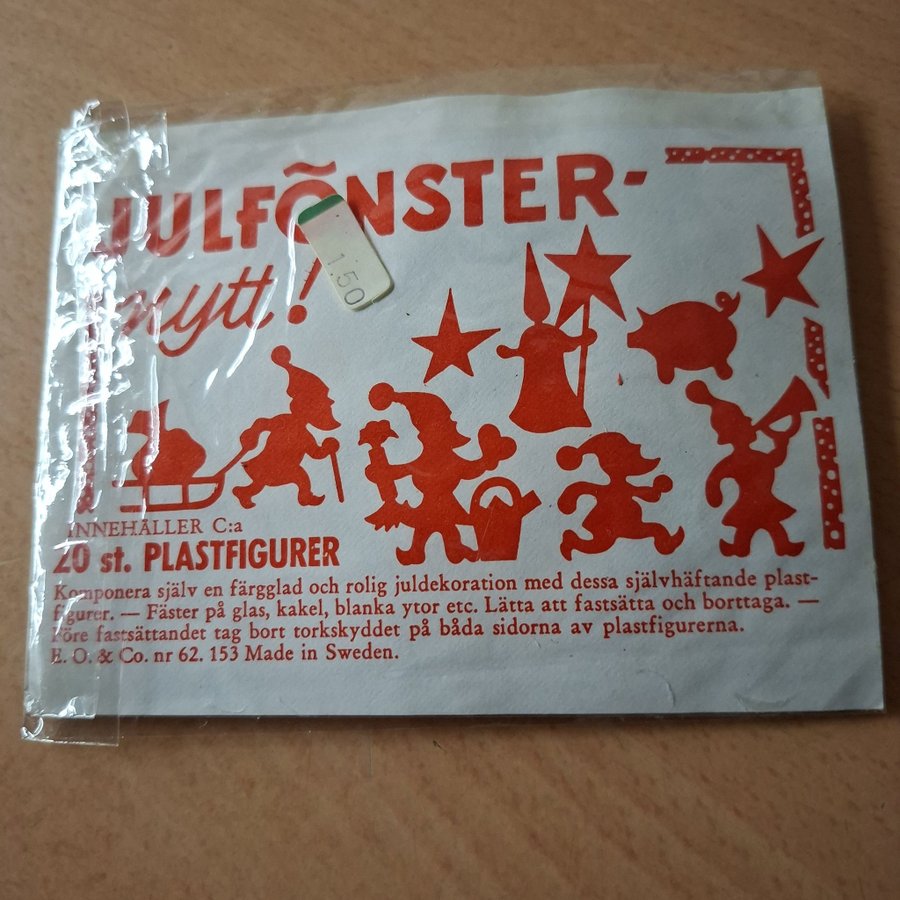 JULFÖNSTER-
nytt!
1.50
INNEHÅLLER C:a
20 st. PLASTFIGURER
Komponera själv en färgglad och rolig juldekoration med dessa självhäftande plast-
figurer. — Fäster på glas, kakel, blanka ytor etc. Lätta att fastsätta och borttaga. —
Före fastsättandet tag bort torkskyddet på båda sidorna av plastfigurerna.
E. O. & Co. nr 62. 153 Made in Sweden.